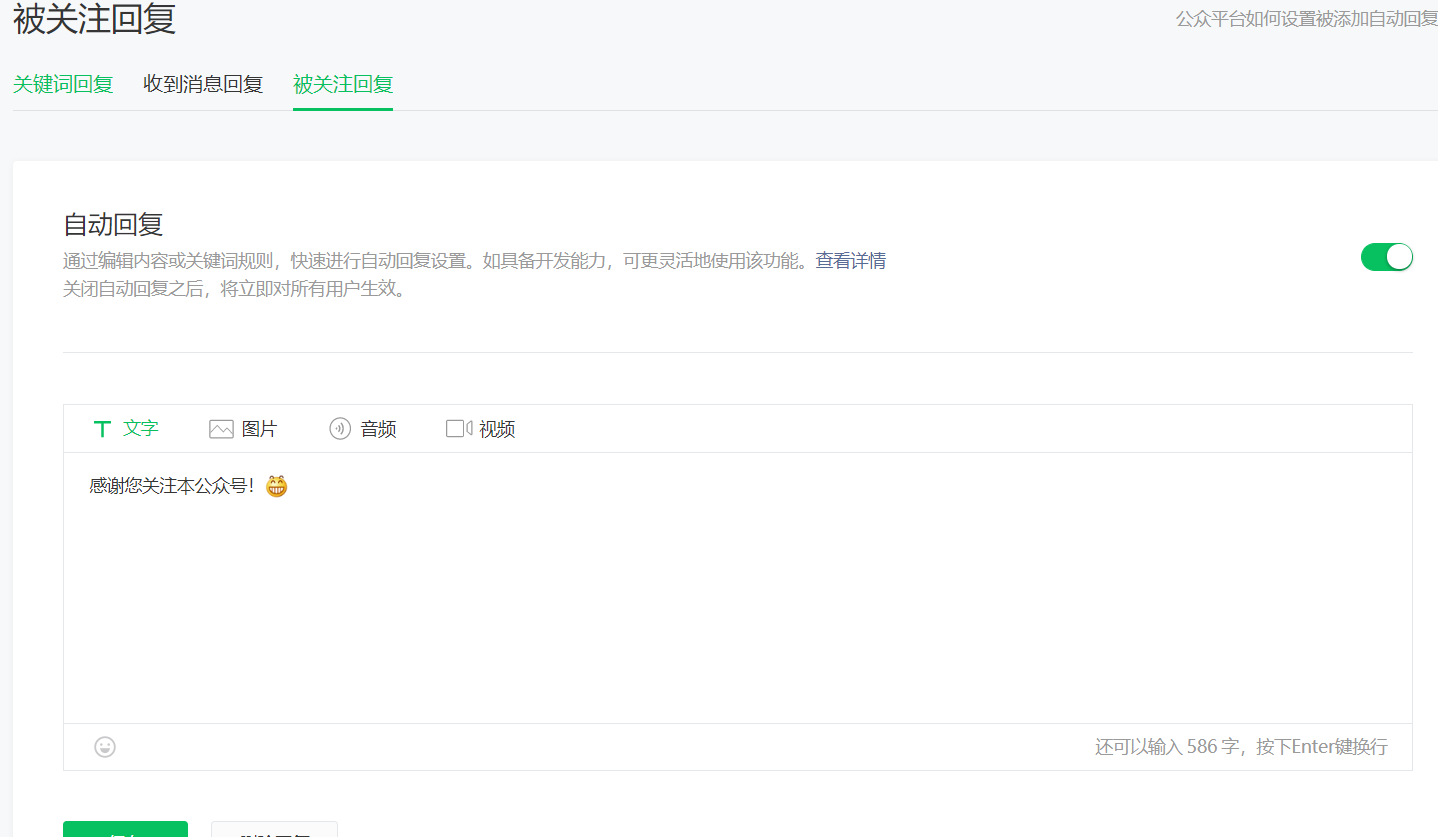 被关注回复
公众平台如何设置被添加自动回复
关键词回复 收到消息回复 被关注回复
自动回复
通过编辑内容或关键词规则，快速进行自动回复设置。如具备开发能力，可更灵活地使用该功能。查看详情
关闭自动回复之后，将立即对所有用户生效。
文字 图片 音频 视频
感谢您关注本公众号！😁
还可以输入 586 字，按下Enter键换行